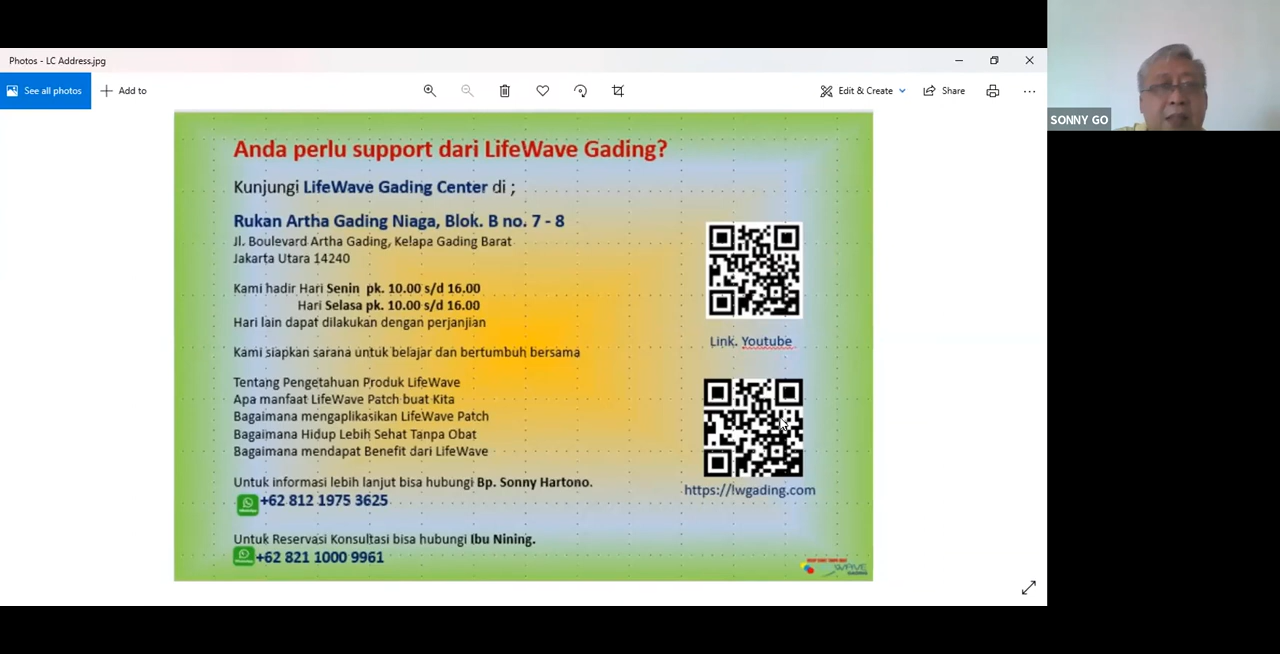 Photos - LC Address.jpg
See all photos
Add to
Edit & Create
Share
SONNY GO
Anda perlu support dari LifeWave Gading?
Kunjungi LifeWave Gading Center di ;
Rukan Artha Gading Niaga, Blok. B no. 7 - 8
Jl. Boulevard Artha Gading, Kelapa Gading Barat
Jakarta Utara 14240
Kami hadir Hari Senin pk. 10.00 s/d 16.00
Hari Selasa pk. 10.00 s/d 16.00
Hari lain dapat dilakukan dengan perjanjian
Kami siapkan sarana untuk belajar dan bertumbuh bersama
Tentang Pengetahuan Produk LifeWave
Apa manfaat LifeWave Patch buat Kita
Bagaimana mengaplikasikan LifeWave Patch
Bagaimana Hidup Lebih Sehat Tanpa Obat
Bagaimana mendapat Benefit dari LifeWave
Untuk informasi lebih lanjut bisa hubungi Bp. Sonny Hartono.
+62 812 1975 3625
Untuk Reservasi Konsultasi bisa hubungi Ibu Nining.
+62 821 1000 9961
Link. Youtube
https://lwgading.com